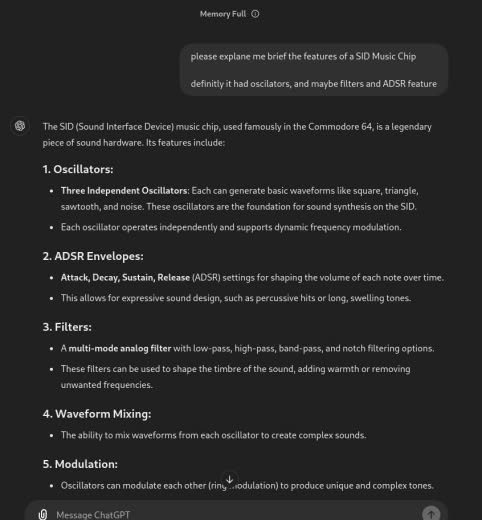 Memory Full
please explane me brief the features of a SID Music Chip
definitly it had oscilators, and maybe filters and ADSR feature
The SID (Sound Interface Device) music chip, used famously in the Commodore 64, is a legendary
piece of sound hardware. Its features include:
1. Oscillators:
• Three Independent Oscillators: Each can generate basic waveforms like square, triangle,
sawtooth, and noise. These oscillators are the foundation for sound synthesis on the SID.
• Each oscillator operates independently and supports dynamic frequency modulation.
2. ADSR Envelopes:
• Attack, Decay, Sustain, Release (ADSR) settings for shaping the volume of each note over time.
• This allows for expressive sound design, such as percussive hits or long, swelling tones.
3. Filters:
• A multi-mode analog filter with low-pass, high-pass, band-pass, and notch filtering options.
• These filters can be used to shape the timbre of the sound, adding warmth or removing
unwanted frequencies.
4. Waveform Mixing:
• The ability to mix waveforms from each oscillator to create complex sounds.
5. Modulation:
• Oscillators can modulate each other (ring modulation) to produce unique and complex tones.
Message ChatGPT